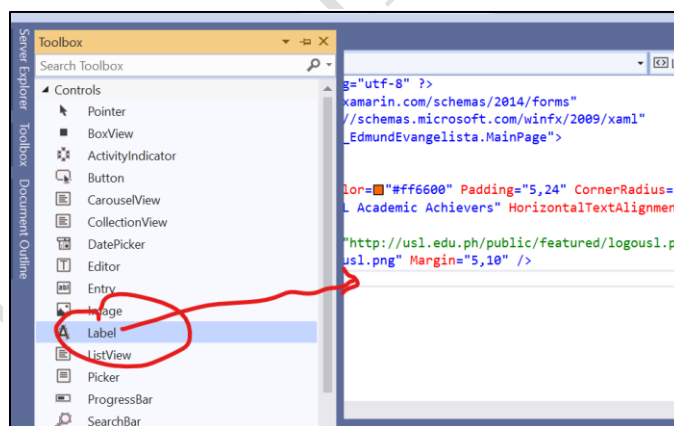 Server Explorer
Toolbox
Document Outline
Toolbox
Search Toolbox
Controls
Pointer
BoxView
ActivityIndicator
Button
CarouselView
CollectionView
DatePicker
Editor
Entry
Image
Label
ListView
Picker
ProgressBar
SearchBar
g="utf-8" ?>
xamarin.com/schemas/2014/forms"
//schemas.microsoft.com/winfx/2009/xaml"
_EdmundEvangelista.MainPage">
lor="#ff6600" Padding="5,24" CornerRadius=
L Academic Achievers" HorizontalTextAlignmen
"http://usl.edu.ph/public/featured/logousl.p
usl.png" Margin="5,10" />